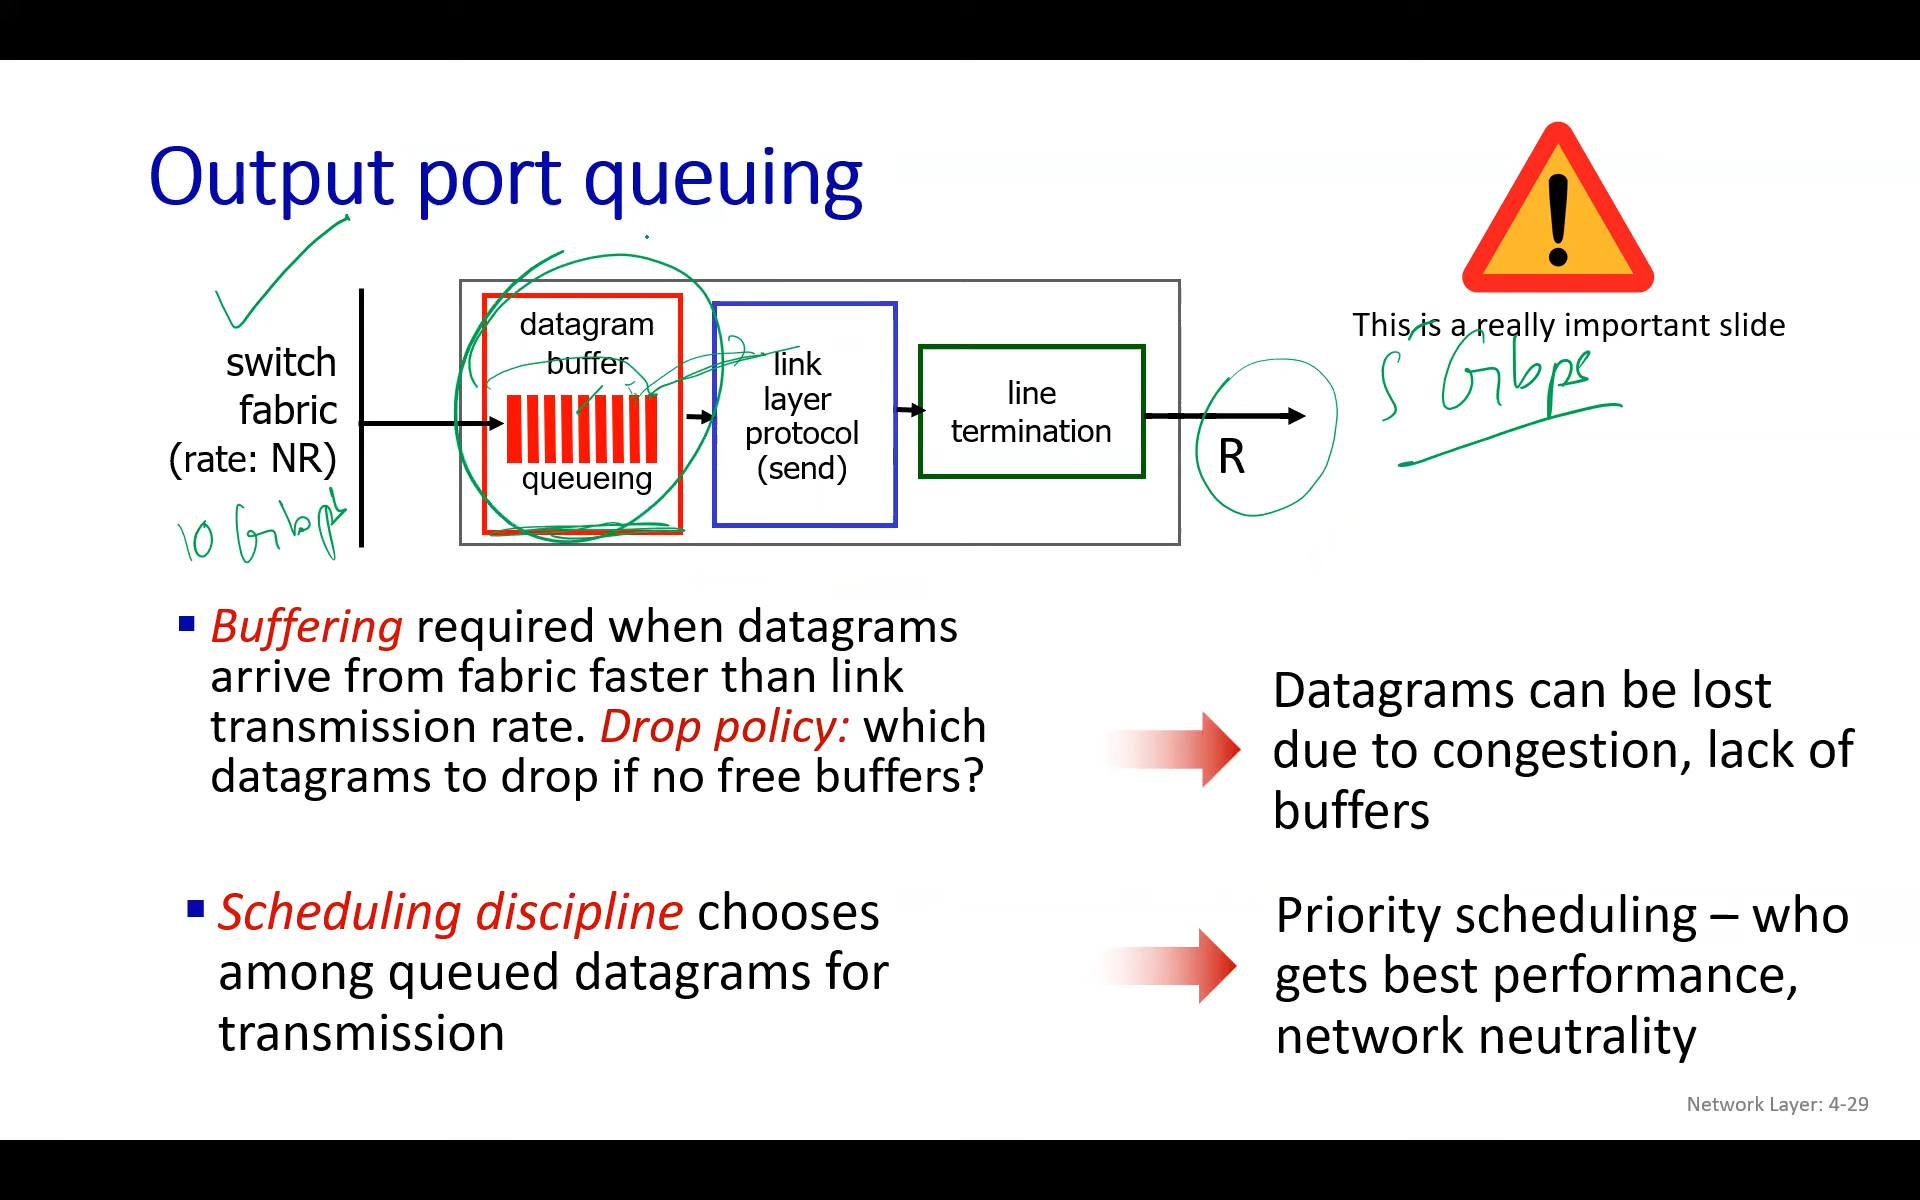 Output port queuing
This is a really important slide
switch
fabric
(rate: NR)
10 Gbps
datagram
buffer
queueing
link
layer
protocol
(send)
line
termination
R
5 Gbps
Buffering required when datagrams
arrive from fabric faster than link
transmission rate. Drop policy: which
datagrams to drop if no free buffers?
Datagrams can be lost
due to congestion, lack of
buffers
Scheduling discipline chooses
among queued datagrams for
transmission
Priority scheduling – who
gets best performance,
network neutrality
Network Layer: 4-29